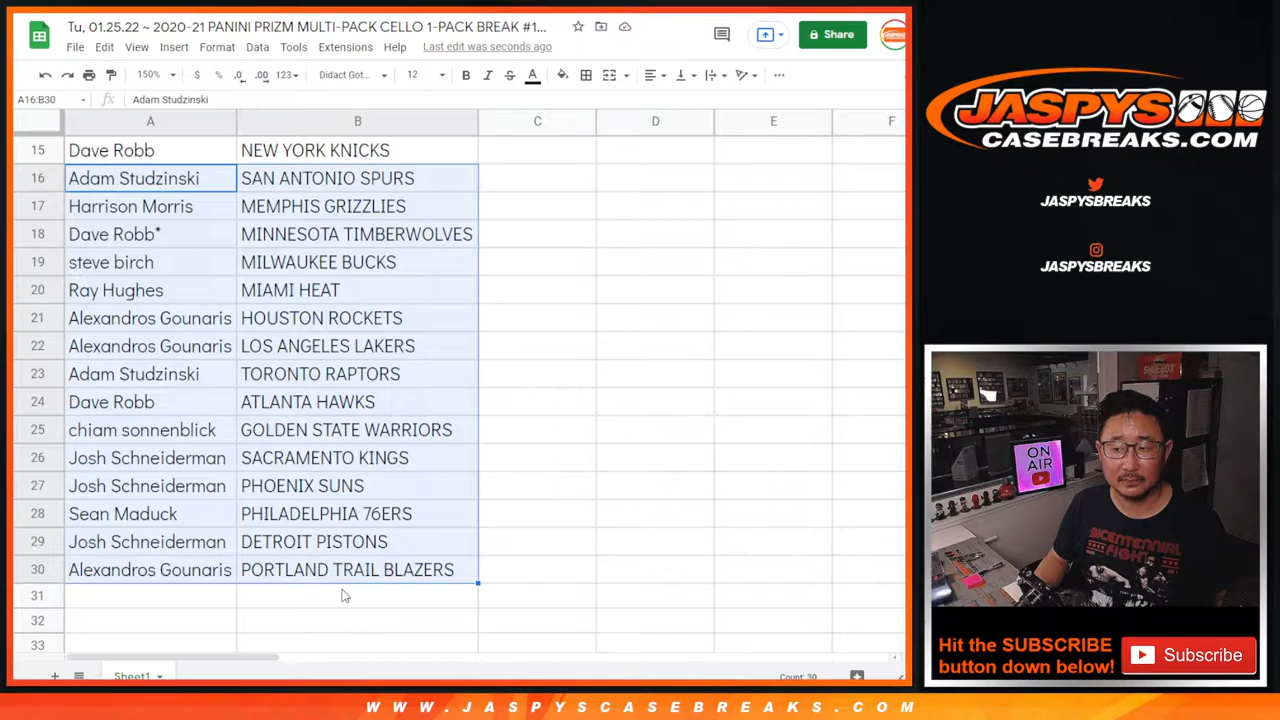 Tu, 01.25.22 ~ 2020-21 PANINI PRIZM MULTI-PACK CELLO 1-PACK BREAK #1...
File Edit View Insert Format Data Tools Extensions Help Last edit was seconds ago
Share
150% $ % .0 .00 123 Didact Got... 12 B I S A
A16:B30 fx Adam Studzinski
A B C D E F
15 Dave Robb NEW YORK KNICKS
16 Adam Studzinski SAN ANTONIO SPURS
17 Harrison Morris MEMPHIS GRIZZLIES
18 Dave Robb* MINNESOTA TIMBERWOLVES
19 steve birch MILWAUKEE BUCKS
20 Ray Hughes MIAMI HEAT
21 Alexandros Gounaris HOUSTON ROCKETS
22 Alexandros Gounaris LOS ANGELES LAKERS
23 Adam Studzinski TORONTO RAPTORS
24 Dave Robb ATLANTA HAWKS
25 chiam sonnenblick GOLDEN STATE WARRIORS
26 Josh Schneiderman SACRAMENTO KINGS
27 Josh Schneiderman PHOENIX SUNS
28 Sean Maduck PHILADELPHIA 76ERS
29 Josh Schneiderman DETROIT PISTONS
30 Alexandros Gounaris PORTLAND TRAIL BLAZERS
31
32
33
Sheet1 Count: 30
JASPYS
CASEBREAKS.COM
JASPYSBREAKS
JASPYSBREAKS
ON
AIR
BICENTENNIAL
FIGHT
Hit the SUBSCRIBE
button down below!
Subscribe
WWW.JASPYSCASEBREAKS.COM